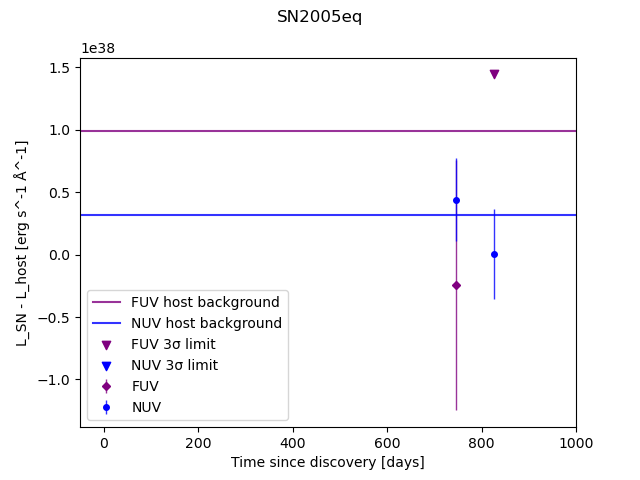 SN2005eq
1e38
1.5
1.0
0.5
0.0
−0.5
−1.0
L_SN - L_host [erg s^-1 Å^-1]
FUV host background
NUV host background
FUV 3σ limit
NUV 3σ limit
FUV
NUV
0 200 400 600 800 1000
Time since discovery [days]